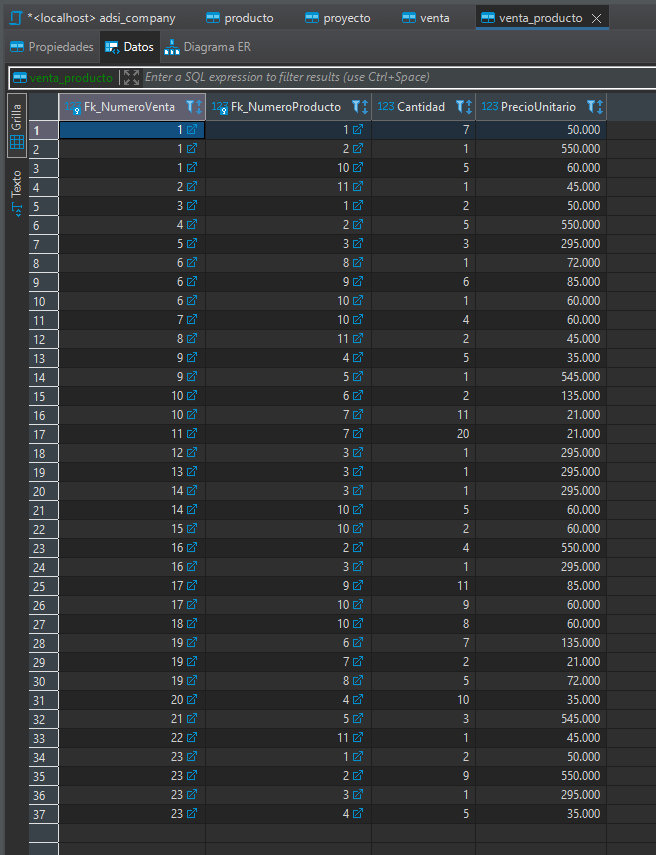 *<localhost> adsi_company producto proyecto venta venta_producto
Propiedades Datos Diagrama ER
venta_producto Enter a SQL expression to filter results (use Ctrl+Space)
Grilla
Texto
123 Fk_NumeroVenta 123 Fk_NumeroProducto 123 Cantidad 123 PrecioUnitario
1 1 1 7 50.000
2 1 2 1 550.000
3 1 10 5 60.000
4 2 11 1 45.000
5 3 1 2 50.000
6 4 2 5 550.000
7 5 3 3 295.000
8 6 8 1 72.000
9 6 9 6 85.000
10 6 10 1 60.000
11 7 10 4 60.000
12 8 11 2 45.000
13 9 4 5 35.000
14 9 5 1 545.000
15 10 6 2 135.000
16 10 7 11 21.000
17 11 7 20 21.000
18 12 3 1 295.000
19 13 3 1 295.000
20 14 3 1 295.000
21 14 10 5 60.000
22 15 10 2 60.000
23 16 2 4 550.000
24 16 3 1 295.000
25 17 9 11 85.000
26 17 10 9 60.000
27 18 10 8 60.000
28 19 6 7 135.000
29 19 7 2 21.000
30 19 8 5 72.000
31 20 4 10 35.000
32 21 5 3 545.000
33 22 11 1 45.000
34 23 1 2 50.000
35 23 2 9 550.000
36 23 3 1 295.000
37 23 4 5 35.000